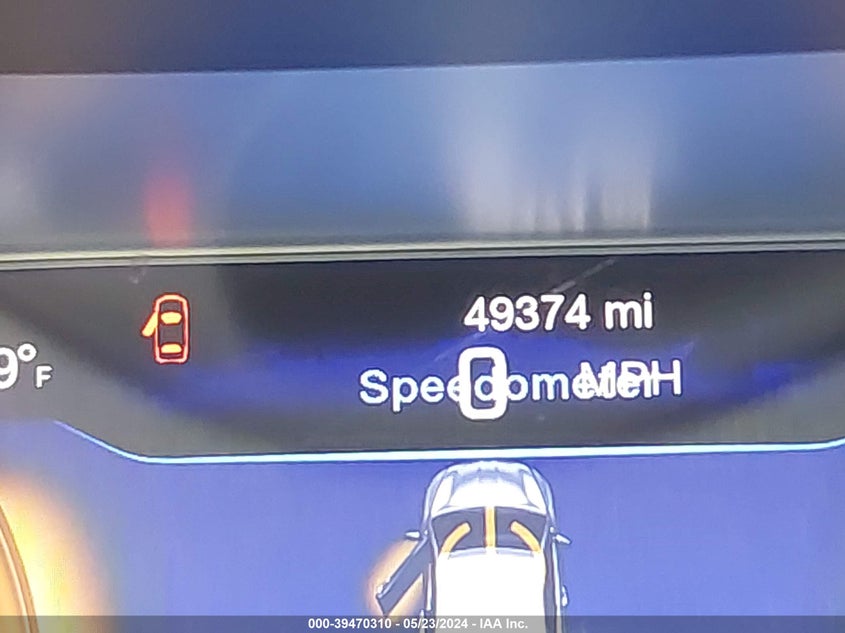 49374 mi
9°F
Speedometer
0 MPH
000-39470310 - 05/23/2024 - IAA Inc.